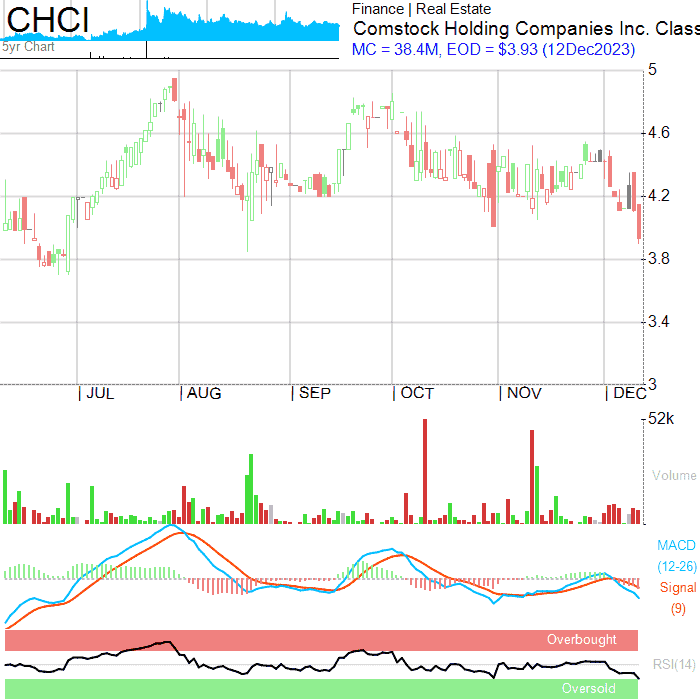 CHCI
5yr Chart
Finance | Real Estate
Comstock Holding Companies Inc. Class
MC = 38.4M, EOD = $3.93 (12Dec2023)
5
4.6
4.2
3.8
3.4
3
JUL
AUG
SEP
OCT
NOV
DEC
52k
Volume
MACD
(12-26)
Signal
(9)
Overbought
RSI(14)
Oversold